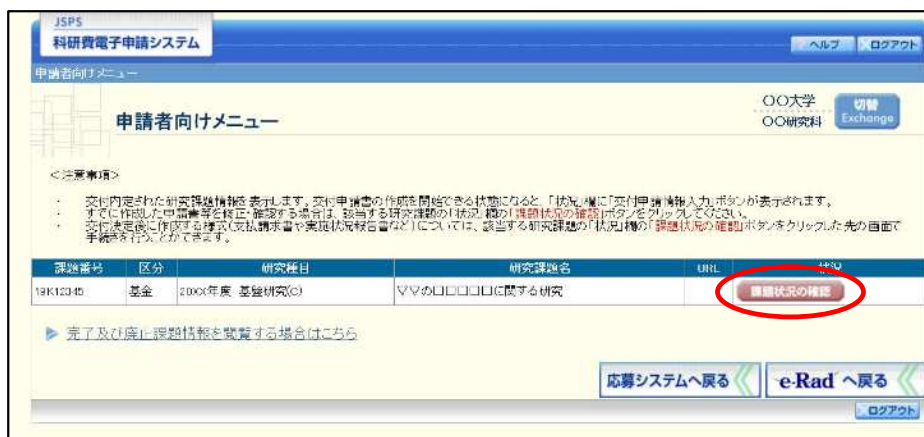 JSPS
科研費電子申請システム
ヘルプ ログアウト
申請者向けメニュー
申請者向けメニュー
〇〇大学
〇〇研究科
切替
Exchange
<注意事項>
・ 交付内定された研究課題情報を表示します。交付申請書の作成を開始できる状態になると、「状況」欄に「交付申請情報入力」ボタンが表示されます。
・ すでに作成した申請書等を修正・確認する場合は、該当する研究課題の「状況」欄の「課題状況の確認」ボタンをクリックしてください。
・ 交付決定後に作成する様式(支払請求書や実施状況報告書など)については、該当する研究課題の「状況」欄の「課題状況の確認」ボタンをクリックした先の画面で
手続きを行うことができます。
課題番号 区分 研究種目 研究課題名 URL 状況
19K12345 基金 20XX年度 基盤研究(C) ▽▽の□□□□□に関する研究 課題状況の確認
完了及び廃止課題情報を閲覧する場合はこちら
応募システムへ戻る e-Rad へ戻る
ログアウト